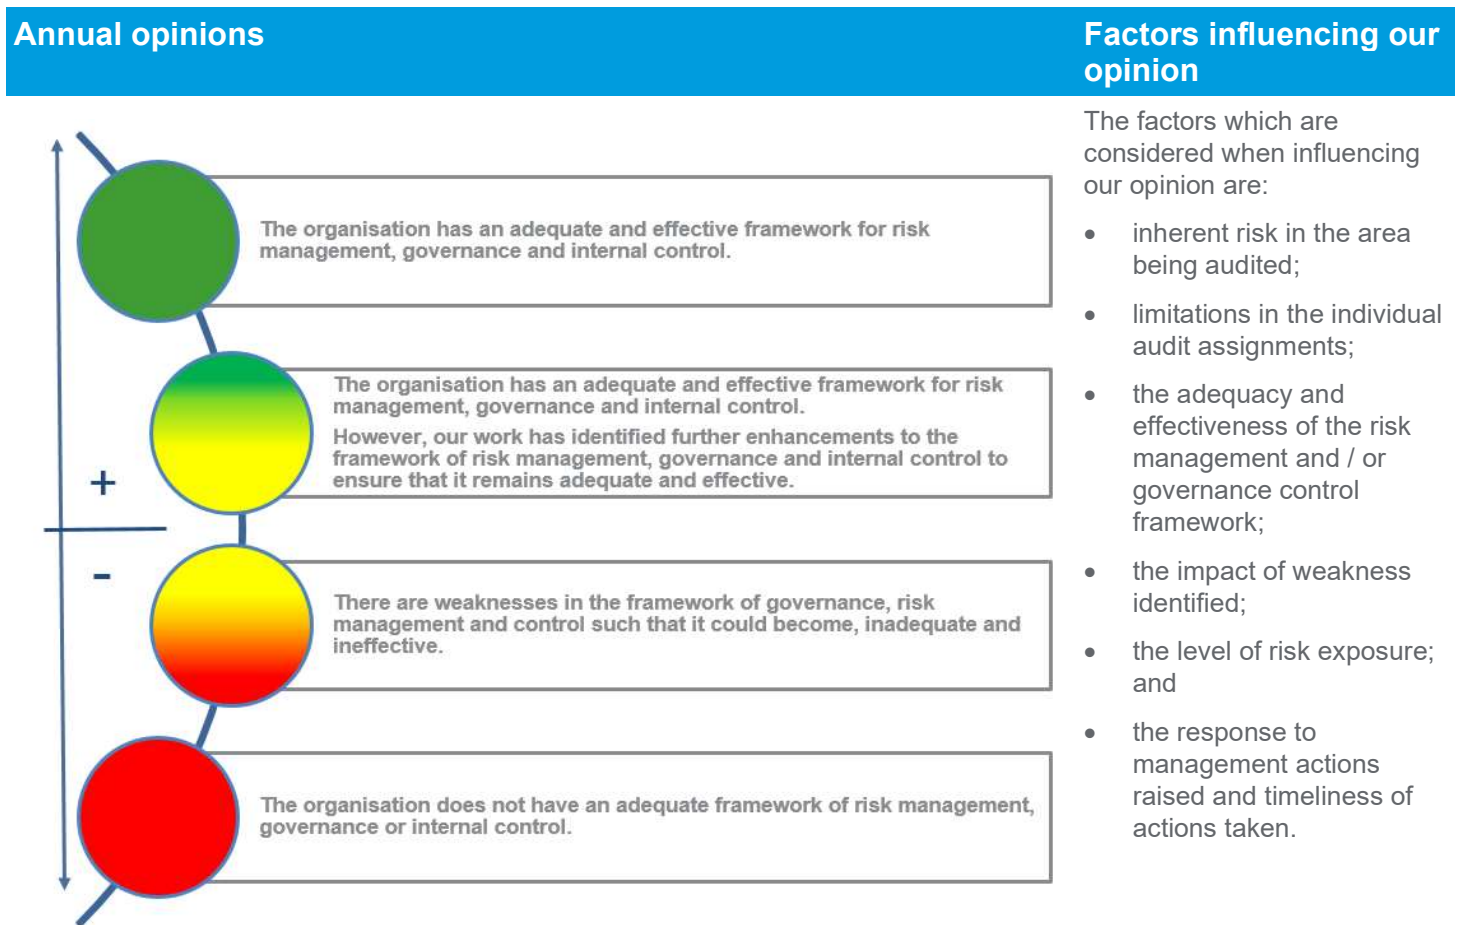 Annual opinions
Factors influencing our
opinion
The organisation has an adequate and effective framework for risk
management, governance and internal control.
The organisation has an adequate and effective framework for risk
management, governance and internal control.
However, our work has identified further enhancements to the
framework of risk management, governance and internal control to
ensure that it remains adequate and effective.
+
-
There are weaknesses in the framework of governance, risk
management and control such that it could become, inadequate and
ineffective.
The organisation does not have an adequate framework of risk management,
governance or internal control.
The factors which are
considered when influencing
our opinion are:
• inherent risk in the area
being audited;
• limitations in the individual
audit assignments;
• the adequacy and
effectiveness of the risk
management and / or
governance control
framework;
• the impact of weakness
identified;
• the level of risk exposure;
and
• the response to
management actions
raised and timeliness of
actions taken.